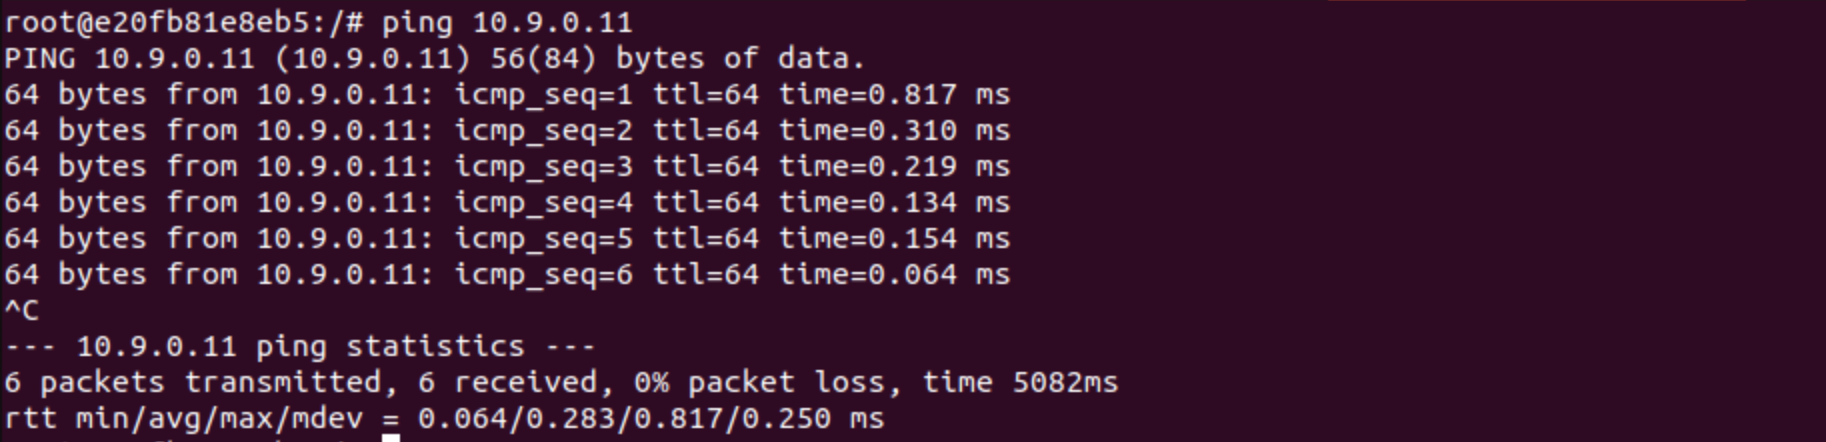 root@e20fb81e8eb5:/# ping 10.9.0.11
PING 10.9.0.11 (10.9.0.11) 56(84) bytes of data.
64 bytes from 10.9.0.11: icmp_seq=1 ttl=64 time=0.817 ms
64 bytes from 10.9.0.11: icmp_seq=2 ttl=64 time=0.310 ms
64 bytes from 10.9.0.11: icmp_seq=3 ttl=64 time=0.219 ms
64 bytes from 10.9.0.11: icmp_seq=4 ttl=64 time=0.134 ms
64 bytes from 10.9.0.11: icmp_seq=5 ttl=64 time=0.154 ms
64 bytes from 10.9.0.11: icmp_seq=6 ttl=64 time=0.064 ms
^C
--- 10.9.0.11 ping statistics ---
6 packets transmitted, 6 received, 0% packet loss, time 5082ms
rtt min/avg/max/mdev = 0.064/0.283/0.817/0.250 ms